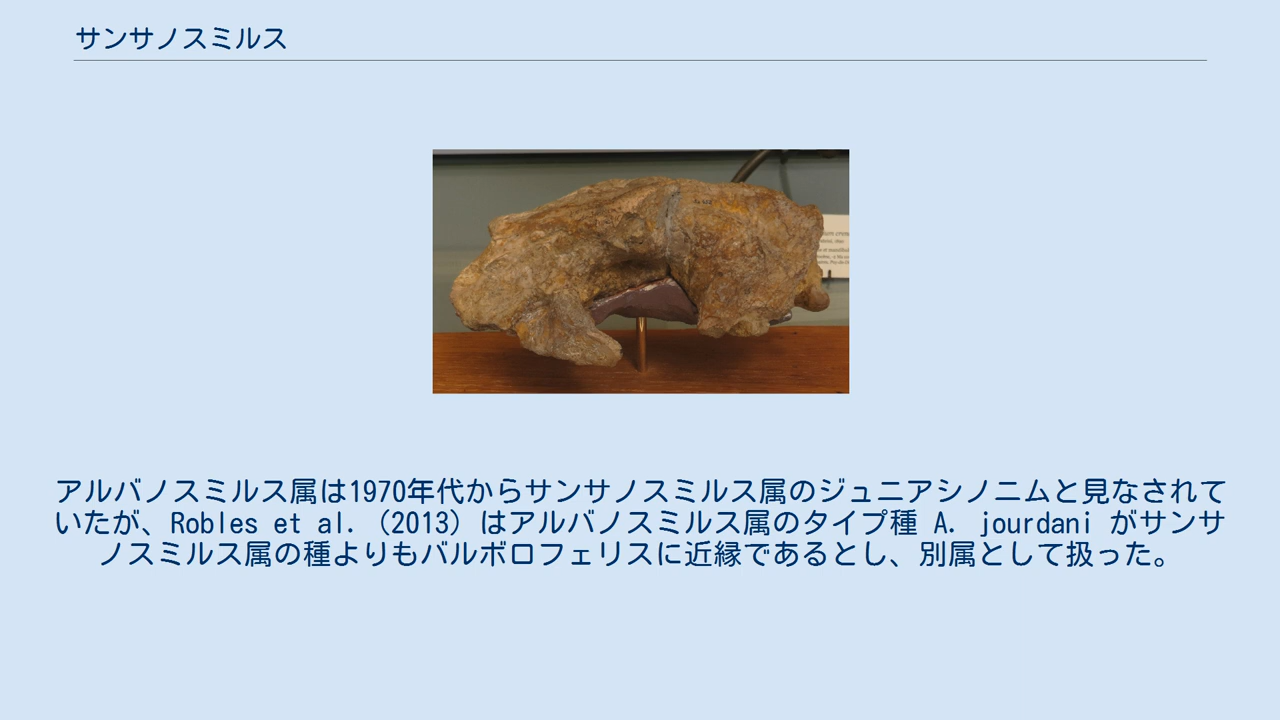 サンサノスミルス
アルバノスミルス属は1970年代からサンサノスミルス属のジュニアシノニムと見なされて
いたが、Robles et al. (2013) はアルバノスミルス属のタイプ種 A. jourdani がサンサ
ノスミルス属の種よりもバルボロフェリスに近縁であるとし、別属として扱った。